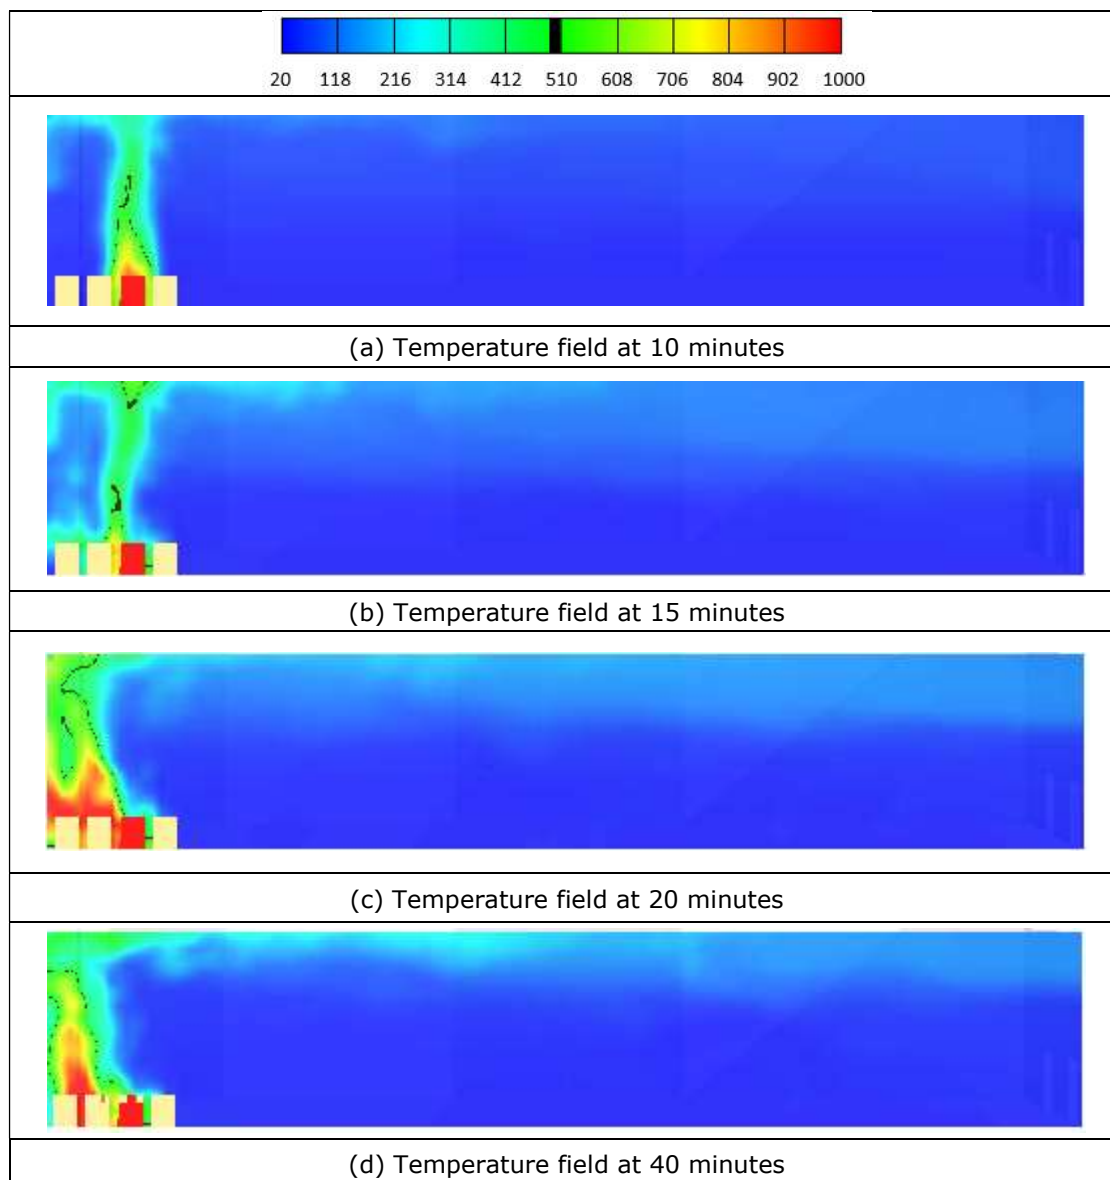 20 118 216 314 412 510 608 706 804 902 1000
(a) Temperature field at 10 minutes
(b) Temperature field at 15 minutes
(c) Temperature field at 20 minutes
(d) Temperature field at 40 minutes